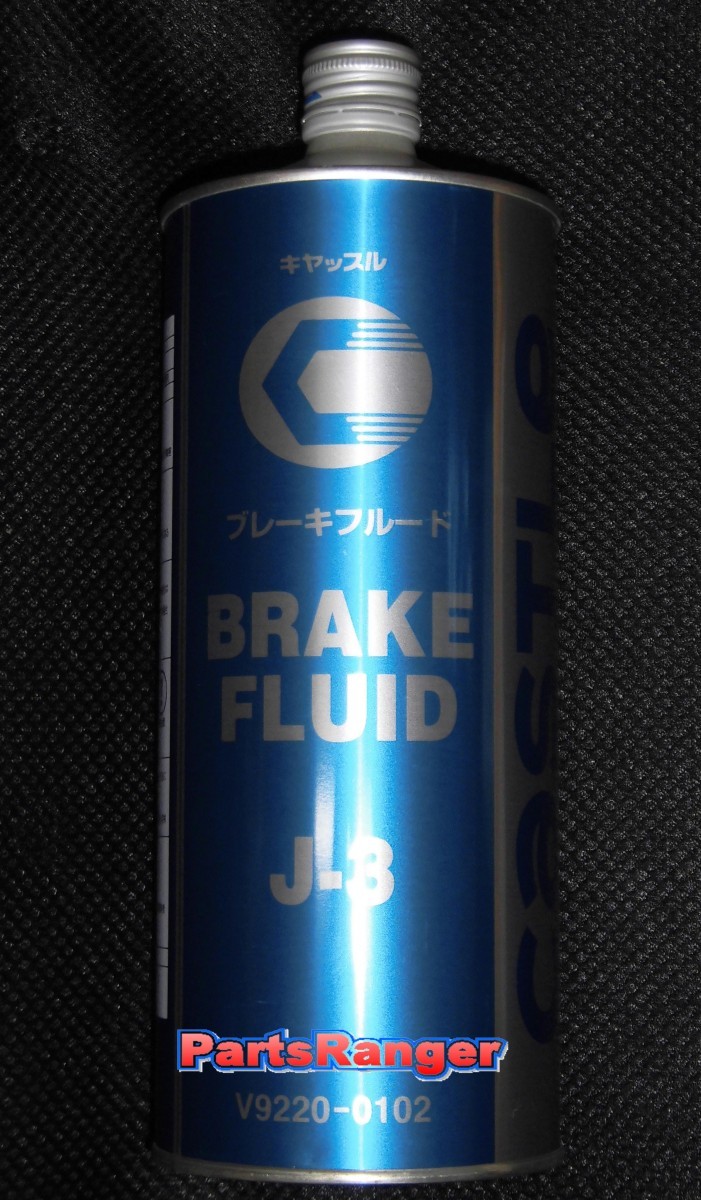 キヤッスル
ブレーキフルード
BRAKE
FLUID
J-3
PartsRanger
V9220-0102
CaSTLe